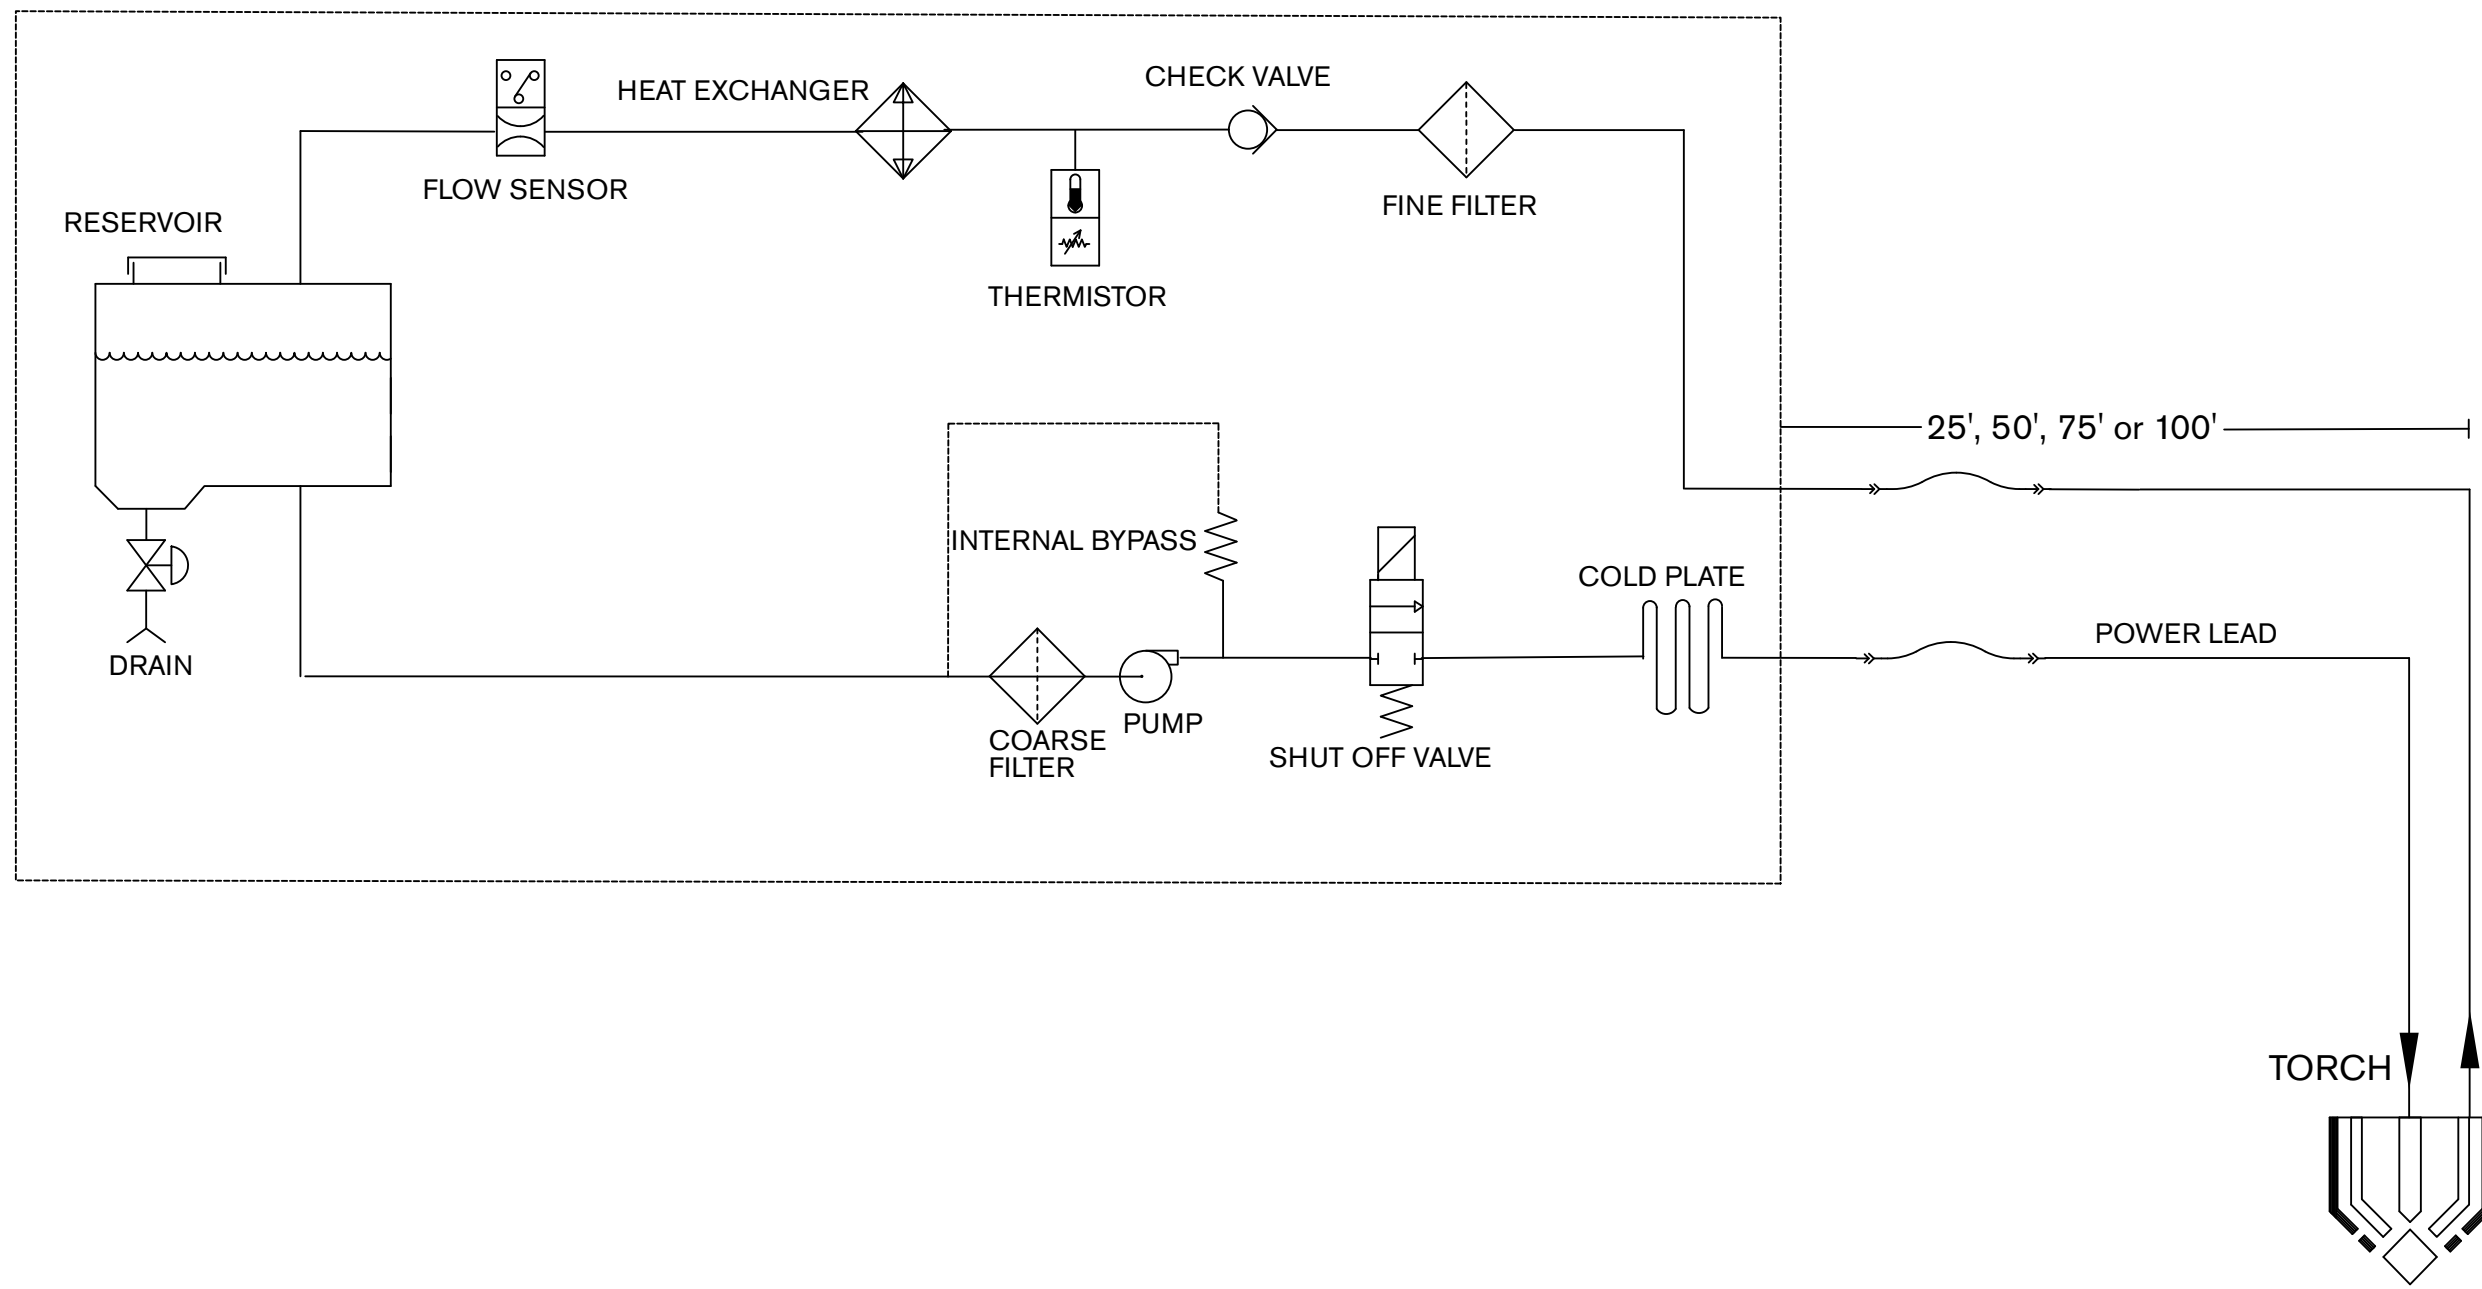 HEAT EXCHANGER
CHECK VALVE
FLOW SENSOR
FINE FILTER
RESERVOIR
THERMISTOR
25', 50', 75' or 100'
INTERNAL BYPASS
COLD PLATE
POWER LEAD
DRAIN
PUMP
COARSE
FILTER
SHUT OFF VALVE
TORCH